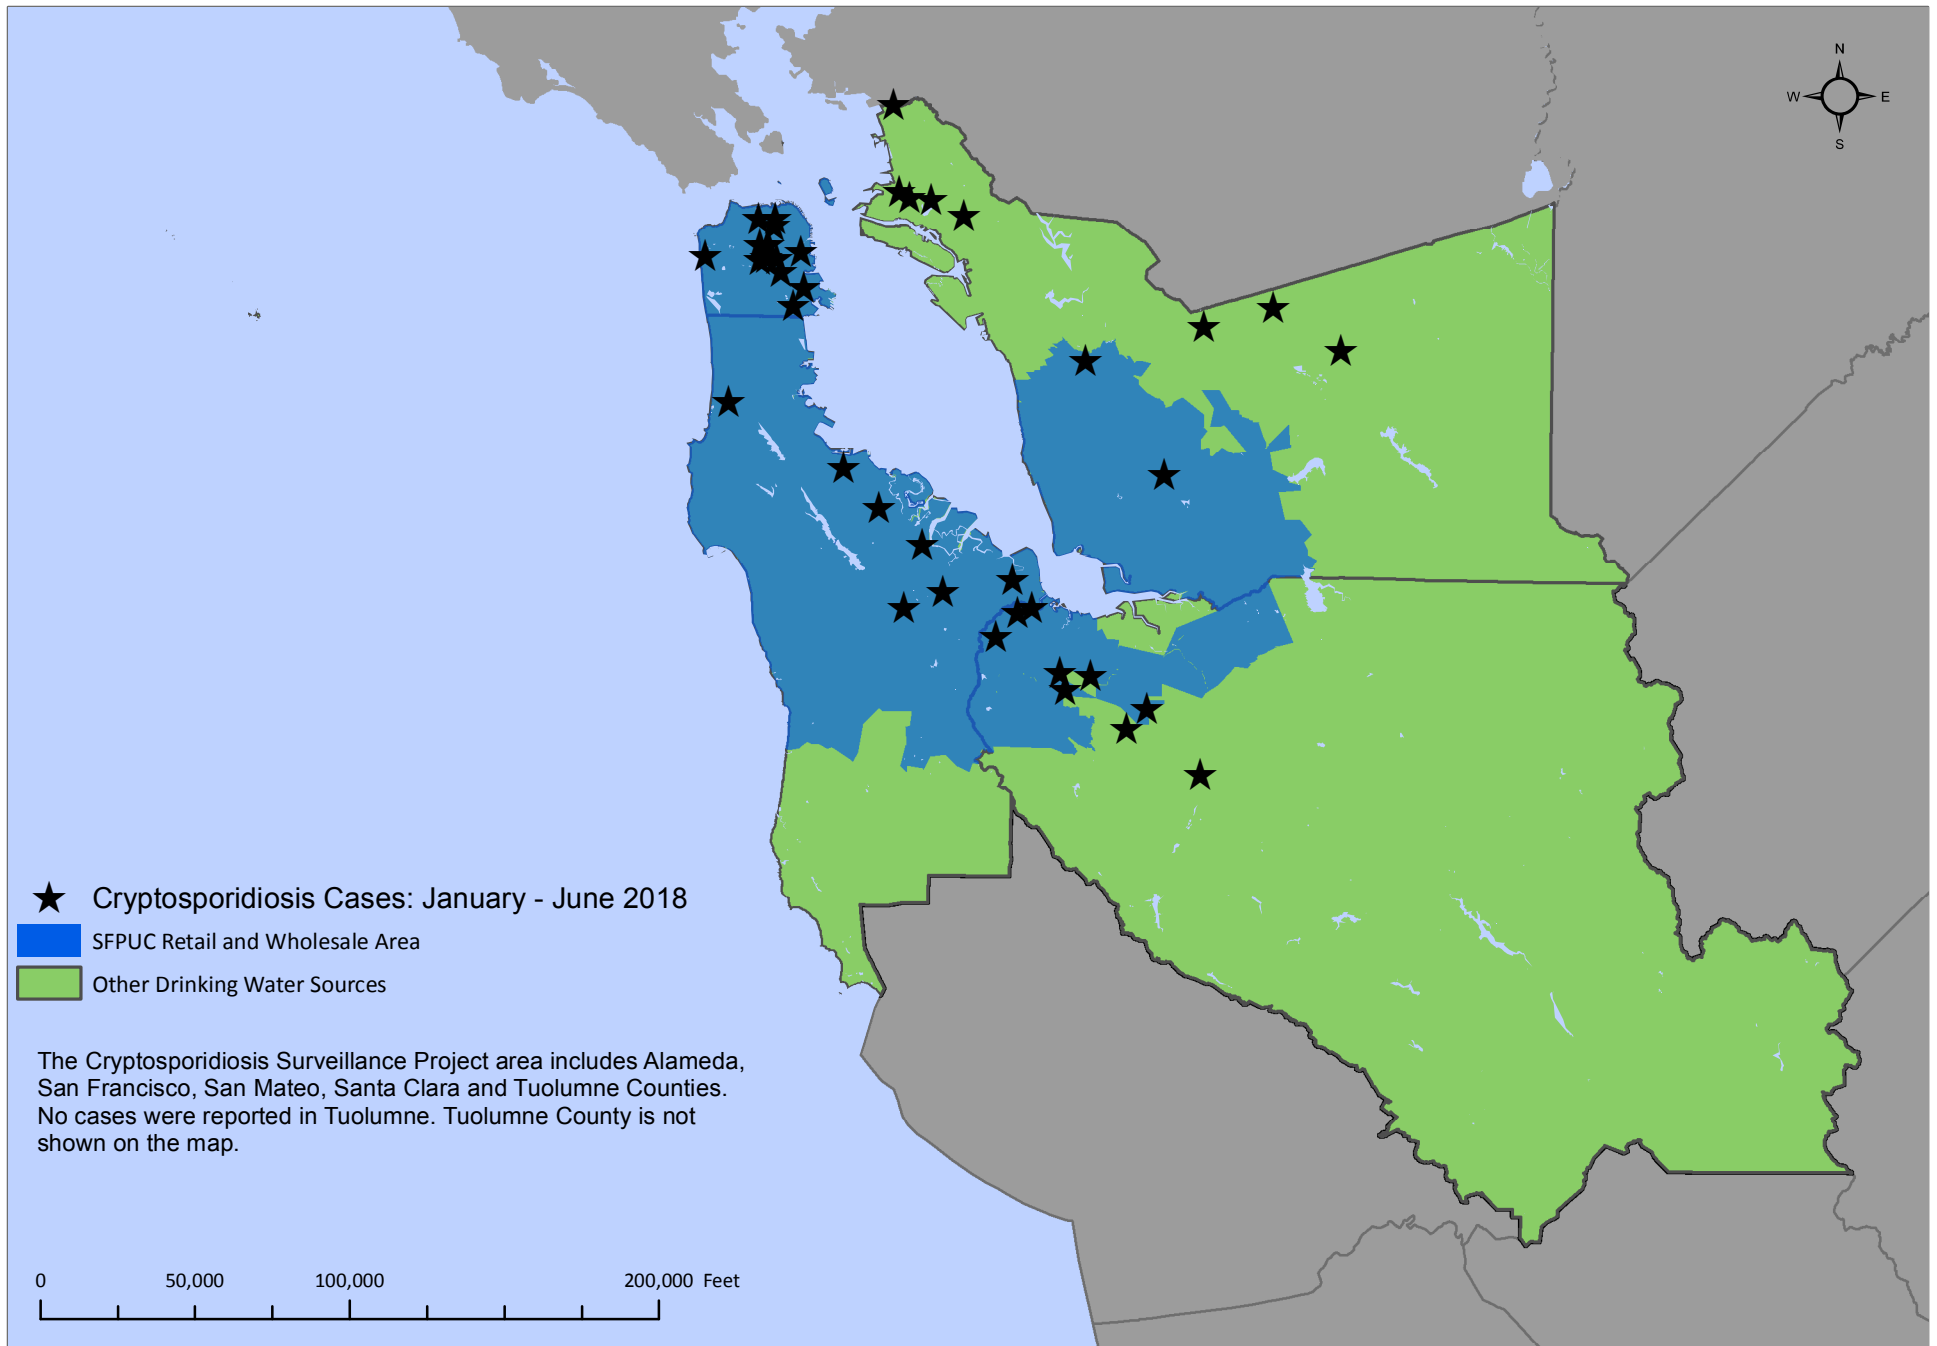 N
W E
S
Cryptosporidiosis Cases: January - June 2018
SFPUC Retail and Wholesale Area
Other Drinking Water Sources
The Cryptosporidiosis Surveillance Project area includes Alameda,
San Francisco, San Mateo, Santa Clara and Tuolumne Counties.
No cases were reported in Tuolumne. Tuolumne County is not
shown on the map.
0 50,000 100,000 200,000 Feet